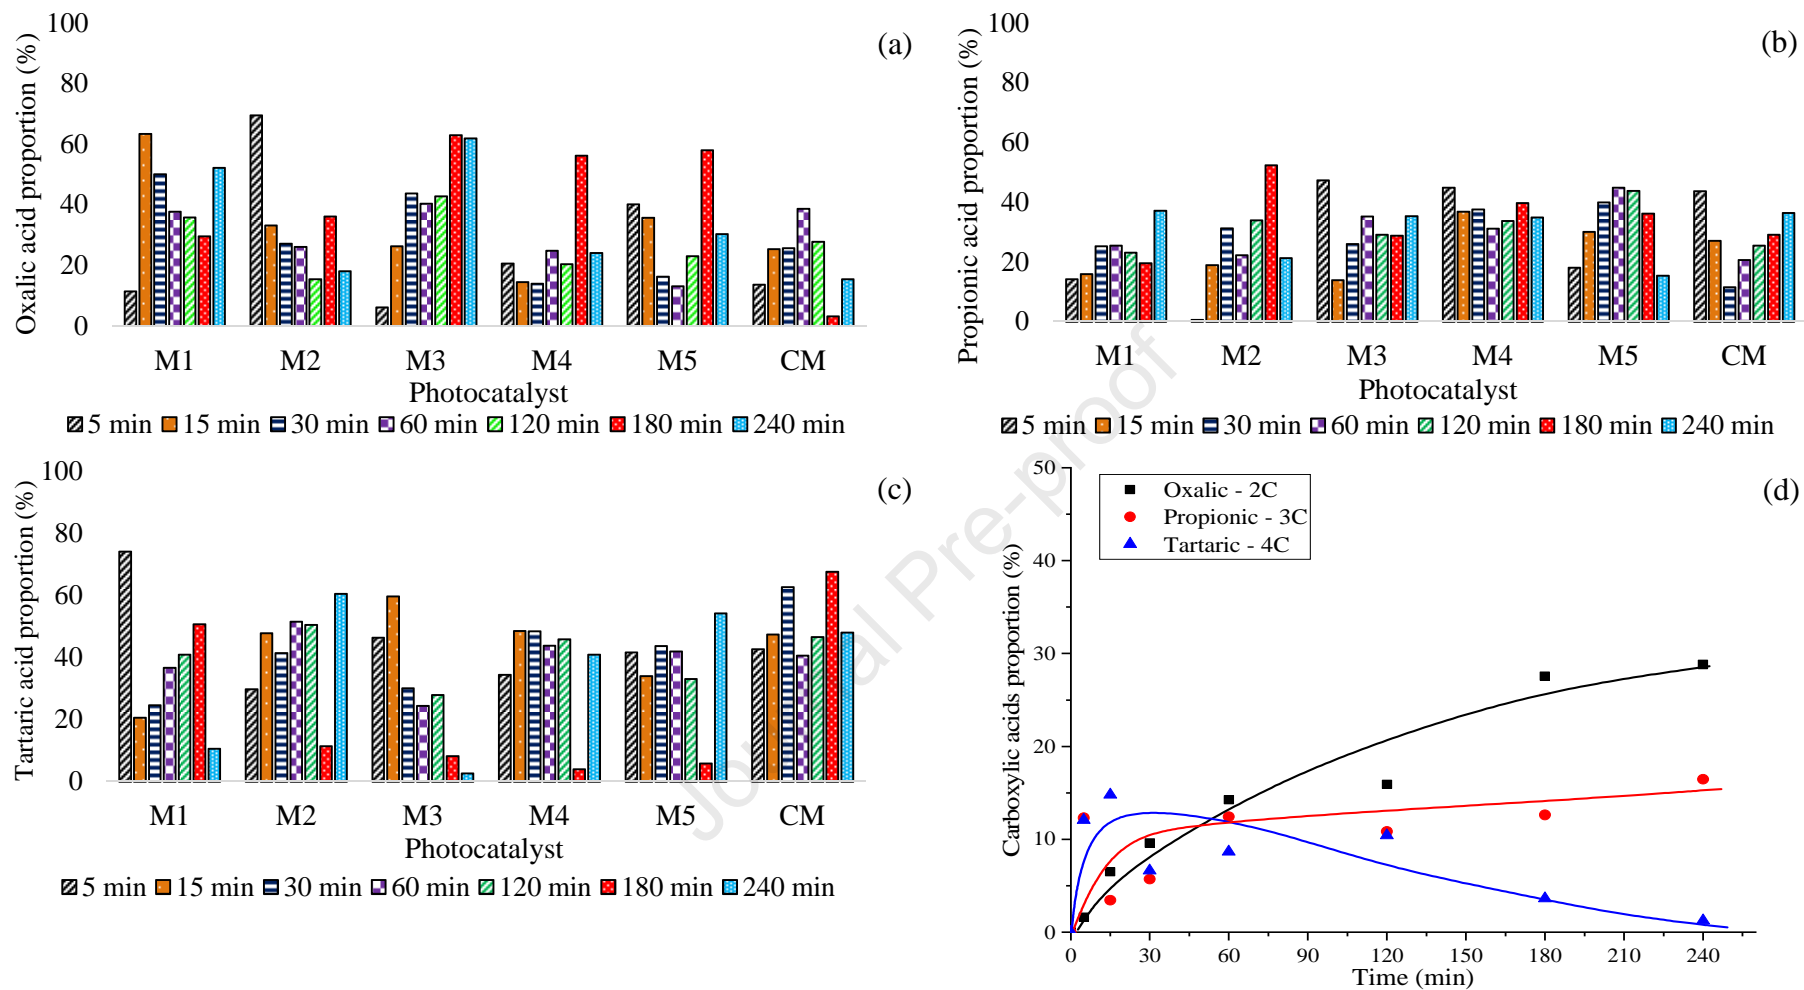 (a)
Oxalic acid proportion (%)
100
80
60
40
20
0
M1 M2 M3 M4 M5 CM
Photocatalyst
5 min 15 min 30 min 60 min 120 min 180 min 240 min
(b)
Propionic acid proportion (%)
100
80
60
40
20
0
M1 M2 M3 M4 M5 CM
Photocatalyst
5 min 15 min 30 min 60 min 120 min 180 min 240 min
(c)
Tartaric acid proportion (%)
100
80
60
40
20
0
M1 M2 M3 M4 M5 CM
Photocatalyst
5 min 15 min 30 min 60 min 120 min 180 min 240 min
(d)
Carboxylic acids proportion (%)
50
40
30
20
10
0
Oxalic - 2C
Propionic - 3C
Tartaric - 4C
0 30 60 90 120 150 180 210 240
Time (min)
Journal Pre-proof